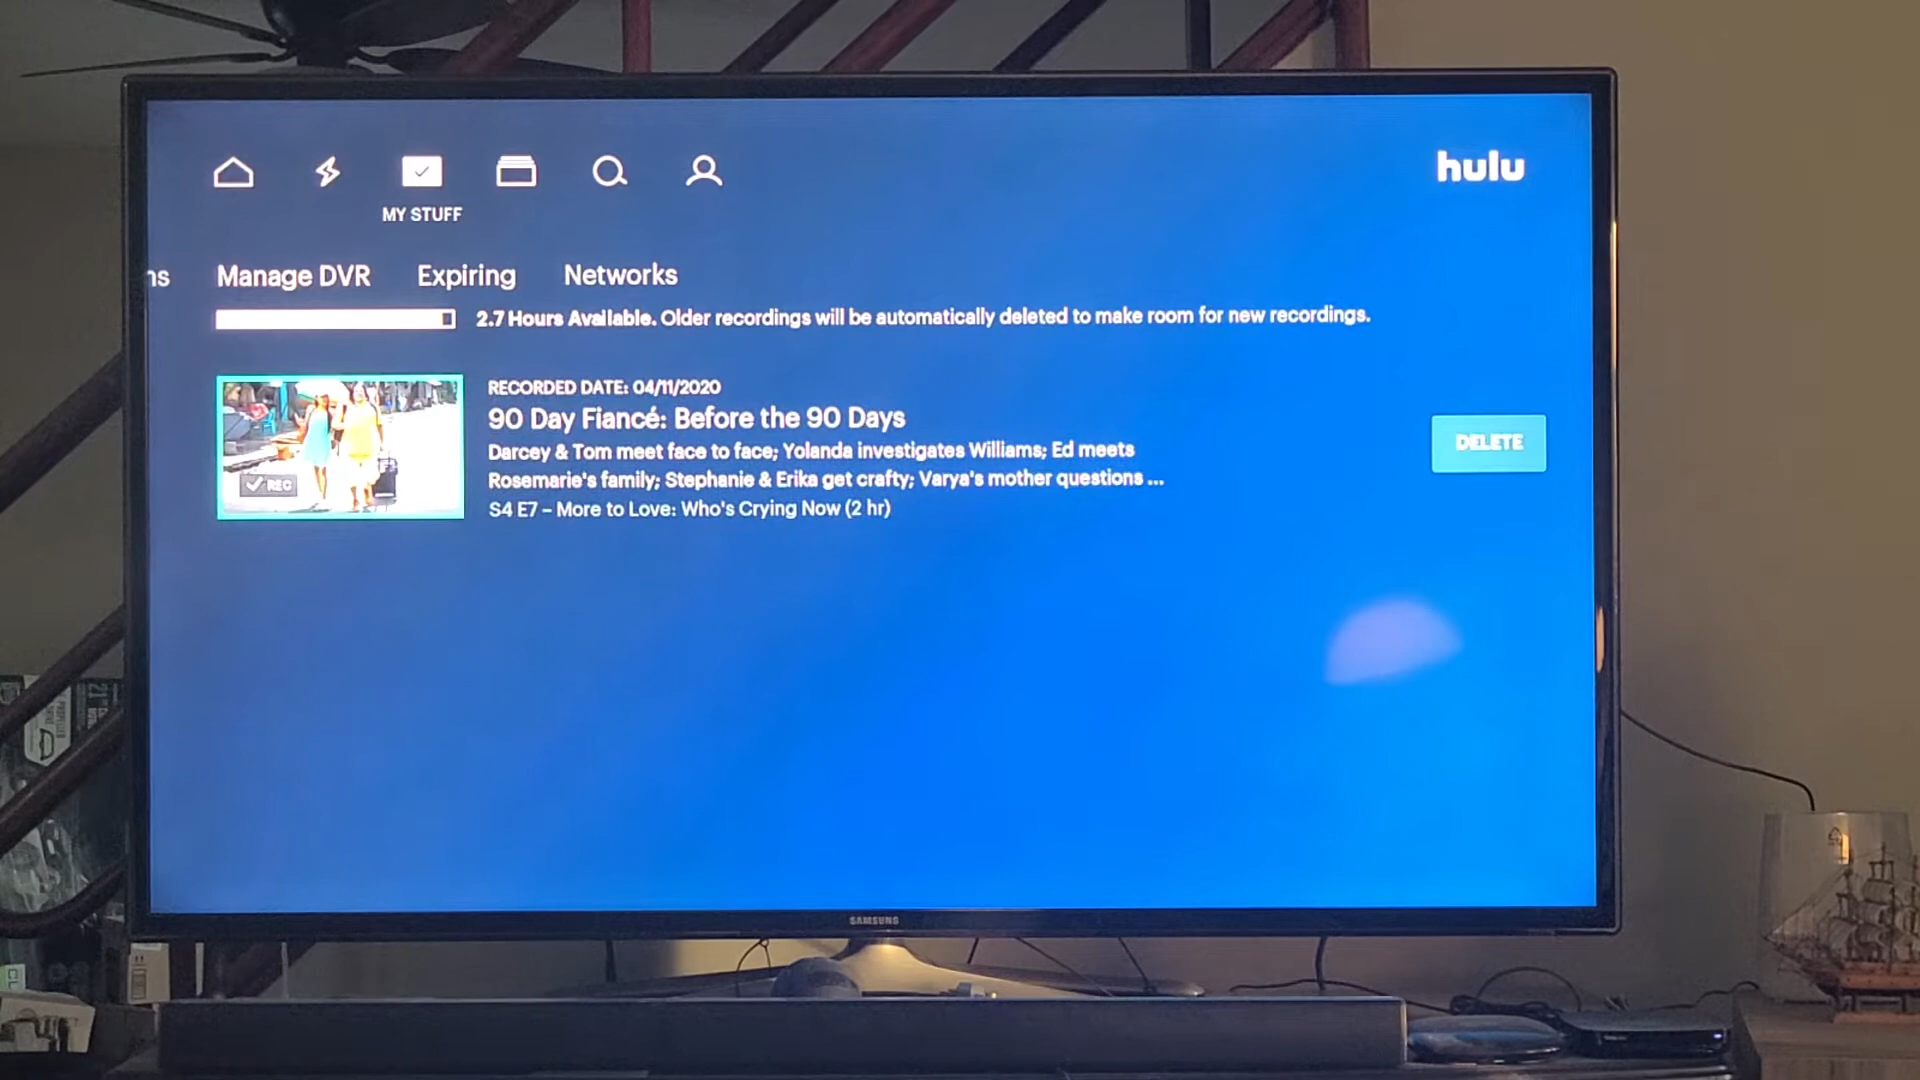 hulu
MY STUFF
ns Manage DVR Expiring Networks
2.7 Hours Available. Older recordings will be automatically deleted to make room for new recordings.
RECORDED DATE: 04/11/2020
90 Day Fiancé: Before the 90 Days
Darcey & Tom meet face to face; Yolanda investigates Williams; Ed meets
Rosemarie's family; Stephanie & Erika get crafty; Varya's mother questions ...
S4 E7 – More to Love: Who's Crying Now (2 hr)
REC
DELETE
SAMSUNG
21"